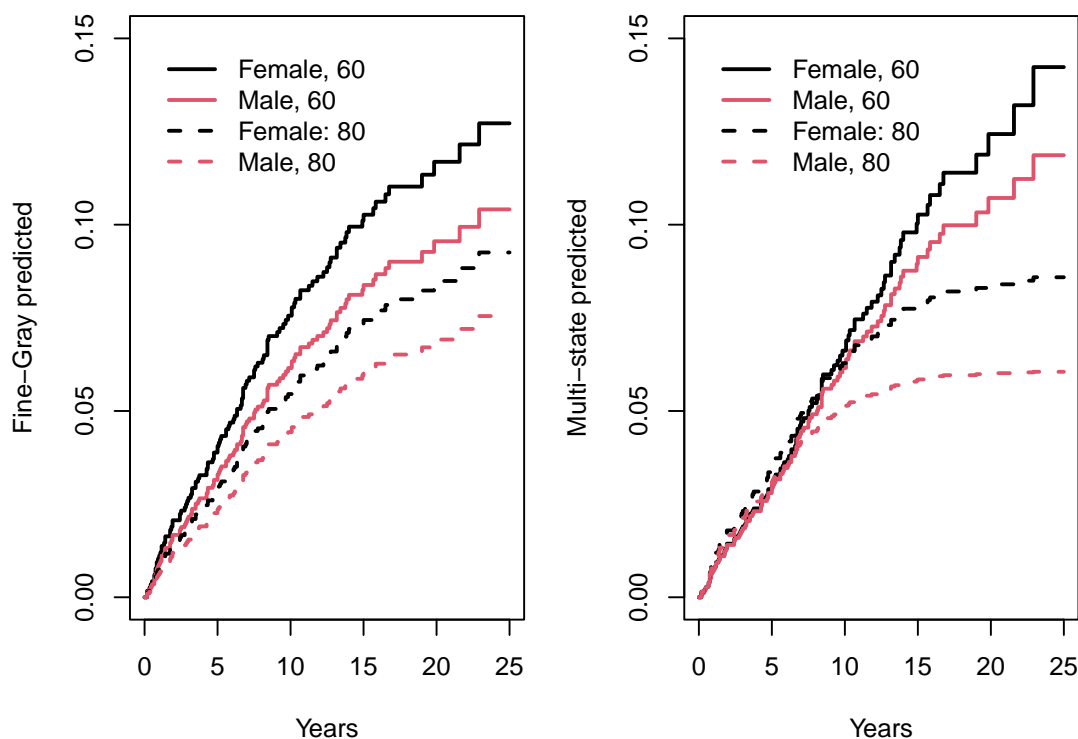 Fine−Gray predicted
0.15
0.10
0.05
0.00
Female, 60
Male, 60
Female: 80
Male, 80
0 5 10 15 20 25
Years
Multi−state predicted
0.15
0.10
0.05
0.00
Female, 60
Male, 60
Female: 80
Male, 80
0 5 10 15 20 25
Years